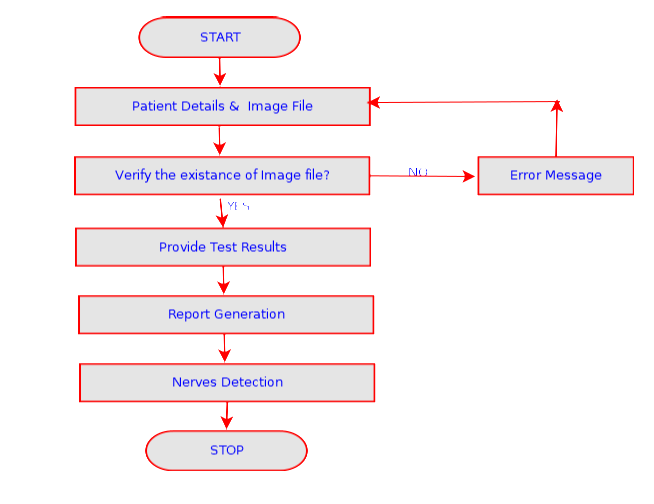 START
Patient Details &  Image File
Verify the existance of Image file?
NO
Error Message
YES
Provide Test Results
Report Generation
Nerves Detection
STOP